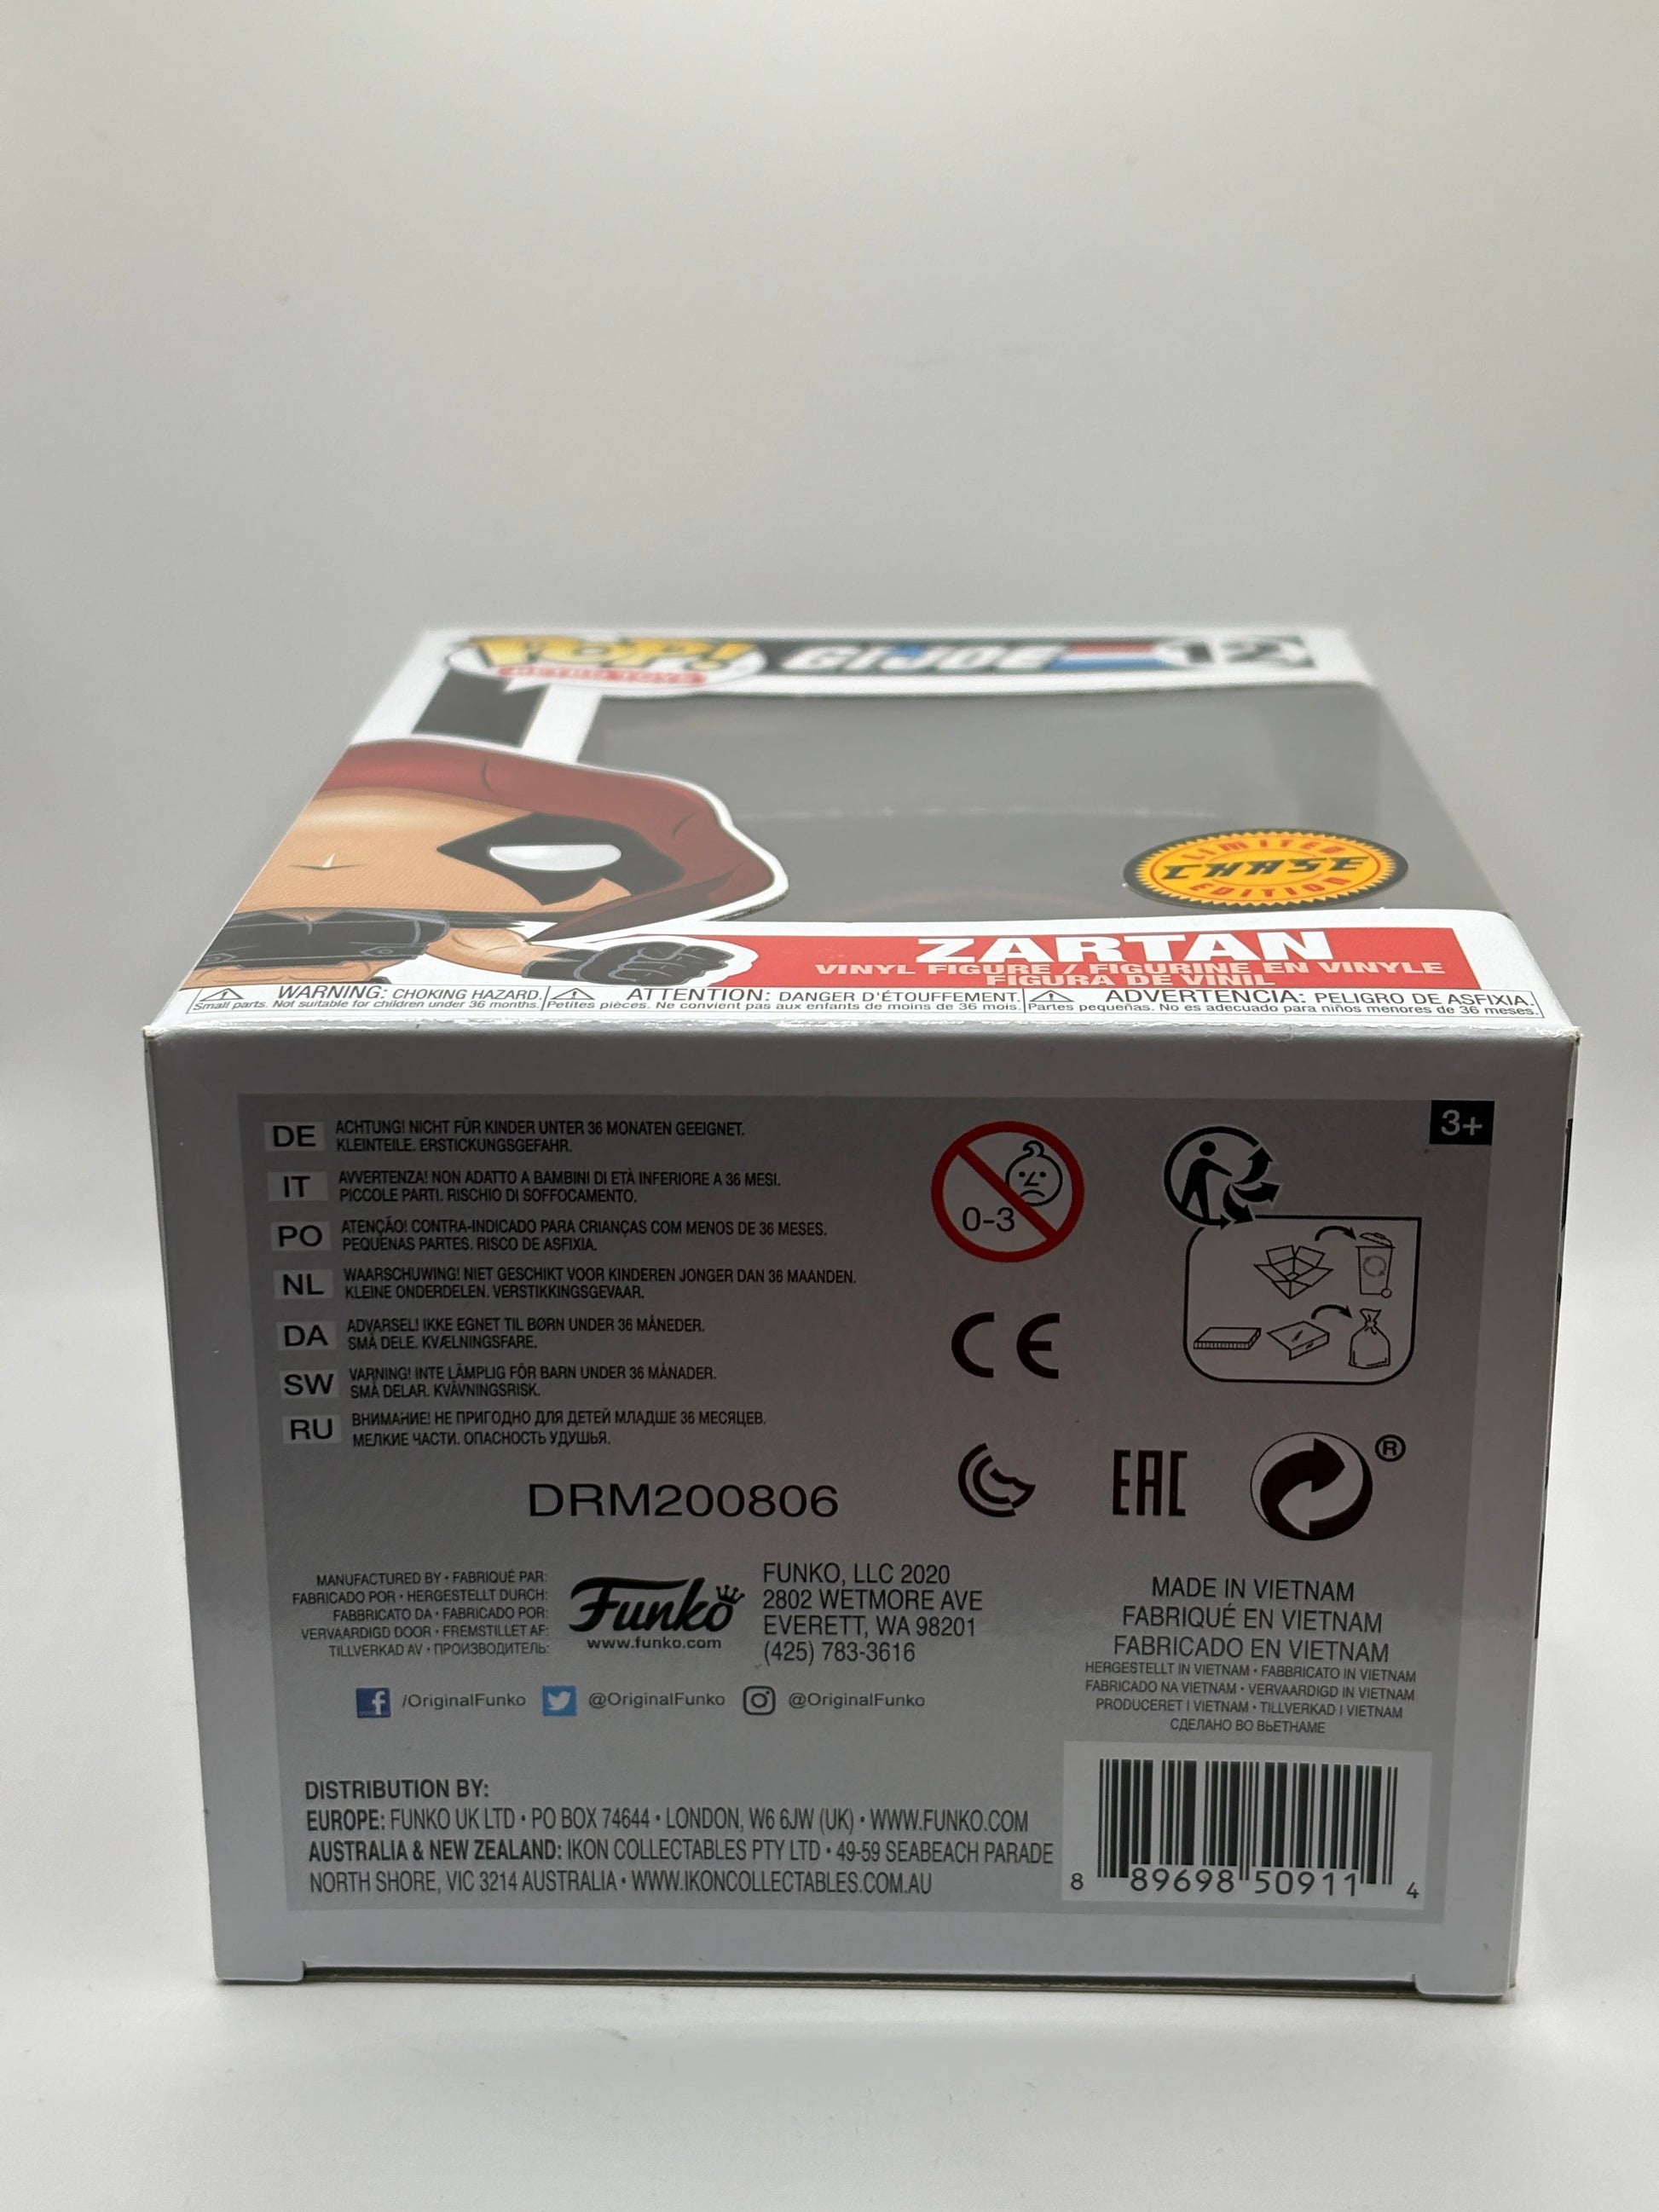 POP!
RETRO TOYS
GI JOE
12
LIMITED
CHASE
EDITION
ZARTAN
VINYL FIGURE / FIGURINE EN VINYLE
FIGURA DE VINIL
WARNING: CHOKING HAZARD.
Small parts. Not suitable for children under 36 months.
ATTENTION: DANGER D'ÉTOUFFEMENT.
Petites pièces. Ne convient pas aux enfants de moins de 36 mois.
ADVERTENCIA: PELIGRO DE ASFIXIA.
Partes pequeñas. No es adecuado para niños menores de 36 meses.
3+
DE ACHTUNG! NICHT FÜR KINDER UNTER 36 MONATEN GEEIGNET.
KLEINTEILE. ERSTICKUNGSGEFAHR.
IT AVVERTENZA! NON ADATTO A BAMBINI DI ETÀ INFERIORE A 36 MESI.
PICCOLE PARTI. RISCHIO DI SOFFOCAMENTO.
PO ATENÇÃO! CONTRA-INDICADO PARA CRIANÇAS COM MENOS DE 36 MESES.
PEQUENAS PARTES. RISCO DE ASFIXIA.
NL WAARSCHUWING! NIET GESCHIKT VOOR KINDEREN JONGER DAN 36 MAANDEN.
KLEINE ONDERDELEN. VERSTIKKINGSGEVAAR.
DA ADVARSEL! IKKE EGNET TIL BØRN UNDER 36 MÅNEDER.
SMÅ DELE. KVÆLNINGSFARE.
SW VARNING! INTE LÄMPLIG FÖR BARN UNDER 36 MÅNADER.
SMÅ DELAR. KVÄVNINGSRISK.
RU ВНИМАНИЕ! НЕ ПРИГОДНО ДЛЯ ДЕТЕЙ МЛАДШЕ 36 МЕСЯЦЕВ.
МЕЛКИЕ ЧАСТИ. ОПАСНОСТЬ УДУШЬЯ.
0-3
CE
EAC
®
DRM200806
MANUFACTURED BY • FABRIQUÉ PAR:
FABRICADO POR • HERGESTELLT DURCH:
FABBRICATO DA • FABRICADO POR:
VERVAARDIGD DOOR • FREMSTILLET AF:
TILLVERKAD AV • ПРОИЗВОДИТЕЛЬ:
Funko
www.funko.com
FUNKO, LLC 2020
2802 WETMORE AVE
EVERETT, WA 98201
(425) 783-3616
MADE IN VIETNAM
FABRIQUÉ EN VIETNAM
FABRICADO EN VIETNAM
HERGESTELLT IN VIETNAM • FABBRICATO IN VIETNAM
FABRICADO NA VIETNAM • VERVAARDIGD IN VIETNAM
PRODUCERET I VIETNAM • TILLVERKAD I VIETNAM
СДЕЛАНО ВО ВЬЕТНАМЕ
/OriginalFunko @OriginalFunko @OriginalFunko
DISTRIBUTION BY:
EUROPE: FUNKO UK LTD • PO BOX 74644 • LONDON, W6 6JW (UK) • WWW.FUNKO.COM
AUSTRALIA & NEW ZEALAND: IKON COLLECTABLES PTY LTD • 49-59 SEABEACH PARADE
NORTH SHORE, VIC 3214 AUSTRALIA • WWW.IKONCOLLECTABLES.COM.AU
8 89698 50911 4